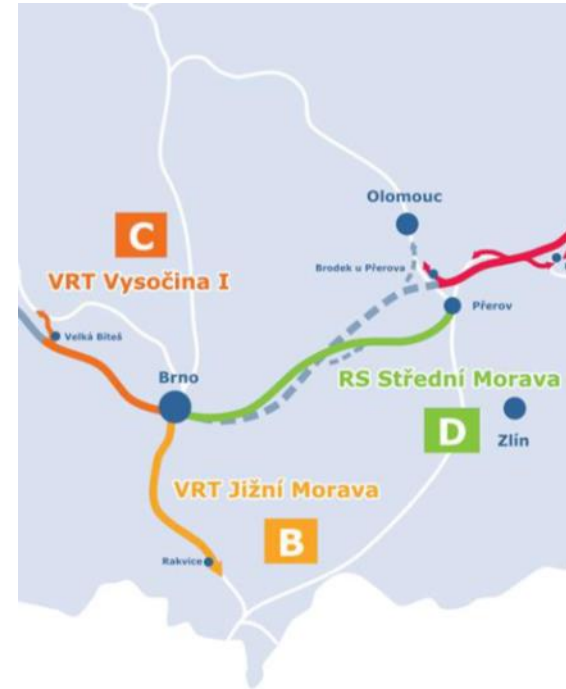 Olomouc
C
Brodek u Přerova
VRT Vysočina I
Přerov
Velká Bíteš
Brno
RS Střední Morava
D
Zlín
VRT Jižní Morava
B
Rakvice